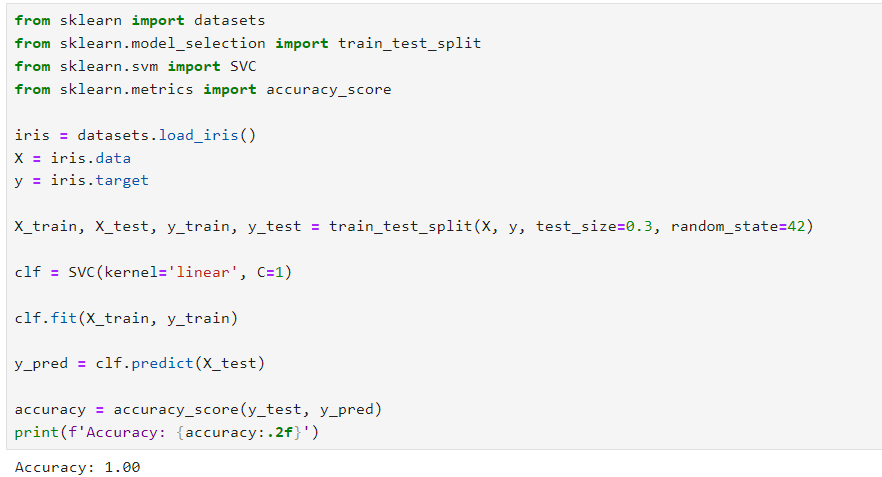 from sklearn import datasets
from sklearn.model_selection import train_test_split
from sklearn.svm import SVC
from sklearn.metrics import accuracy_score
iris = datasets.load_iris()
X = iris.data
y = iris.target
X_train, X_test, y_train, y_test = train_test_split(X, y, test_size=0.3, random_state=42)
clf = SVC(kernel='linear', C=1)
clf.fit(X_train, y_train)
y_pred = clf.predict(X_test)
accuracy = accuracy_score(y_test, y_pred)
print(f'Accuracy: {accuracy:.2f}')
Accuracy: 1.00